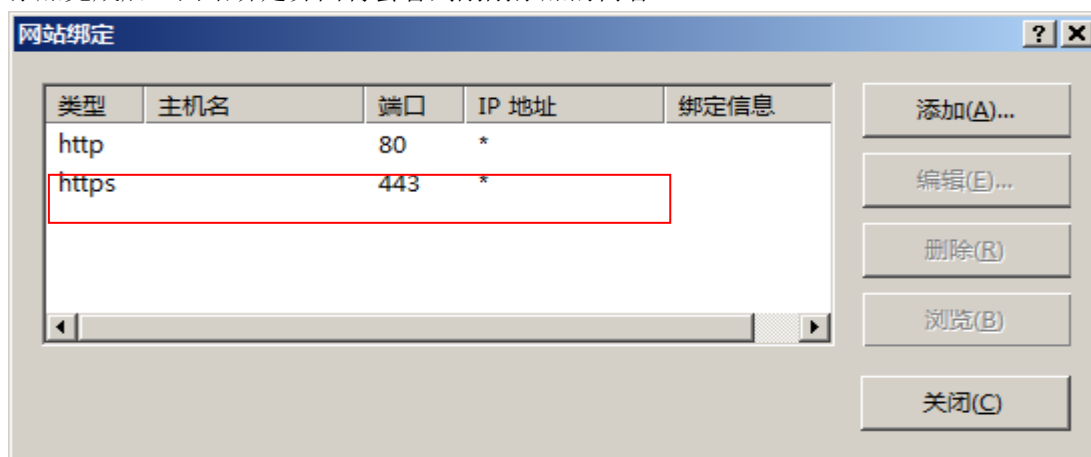 网站绑定
类型 主机名 端口 IP 地址 绑定信息
http 80 *
https 443 *
添加(A)...
编辑(E)...
删除(R)
浏览(B)
关闭(C)